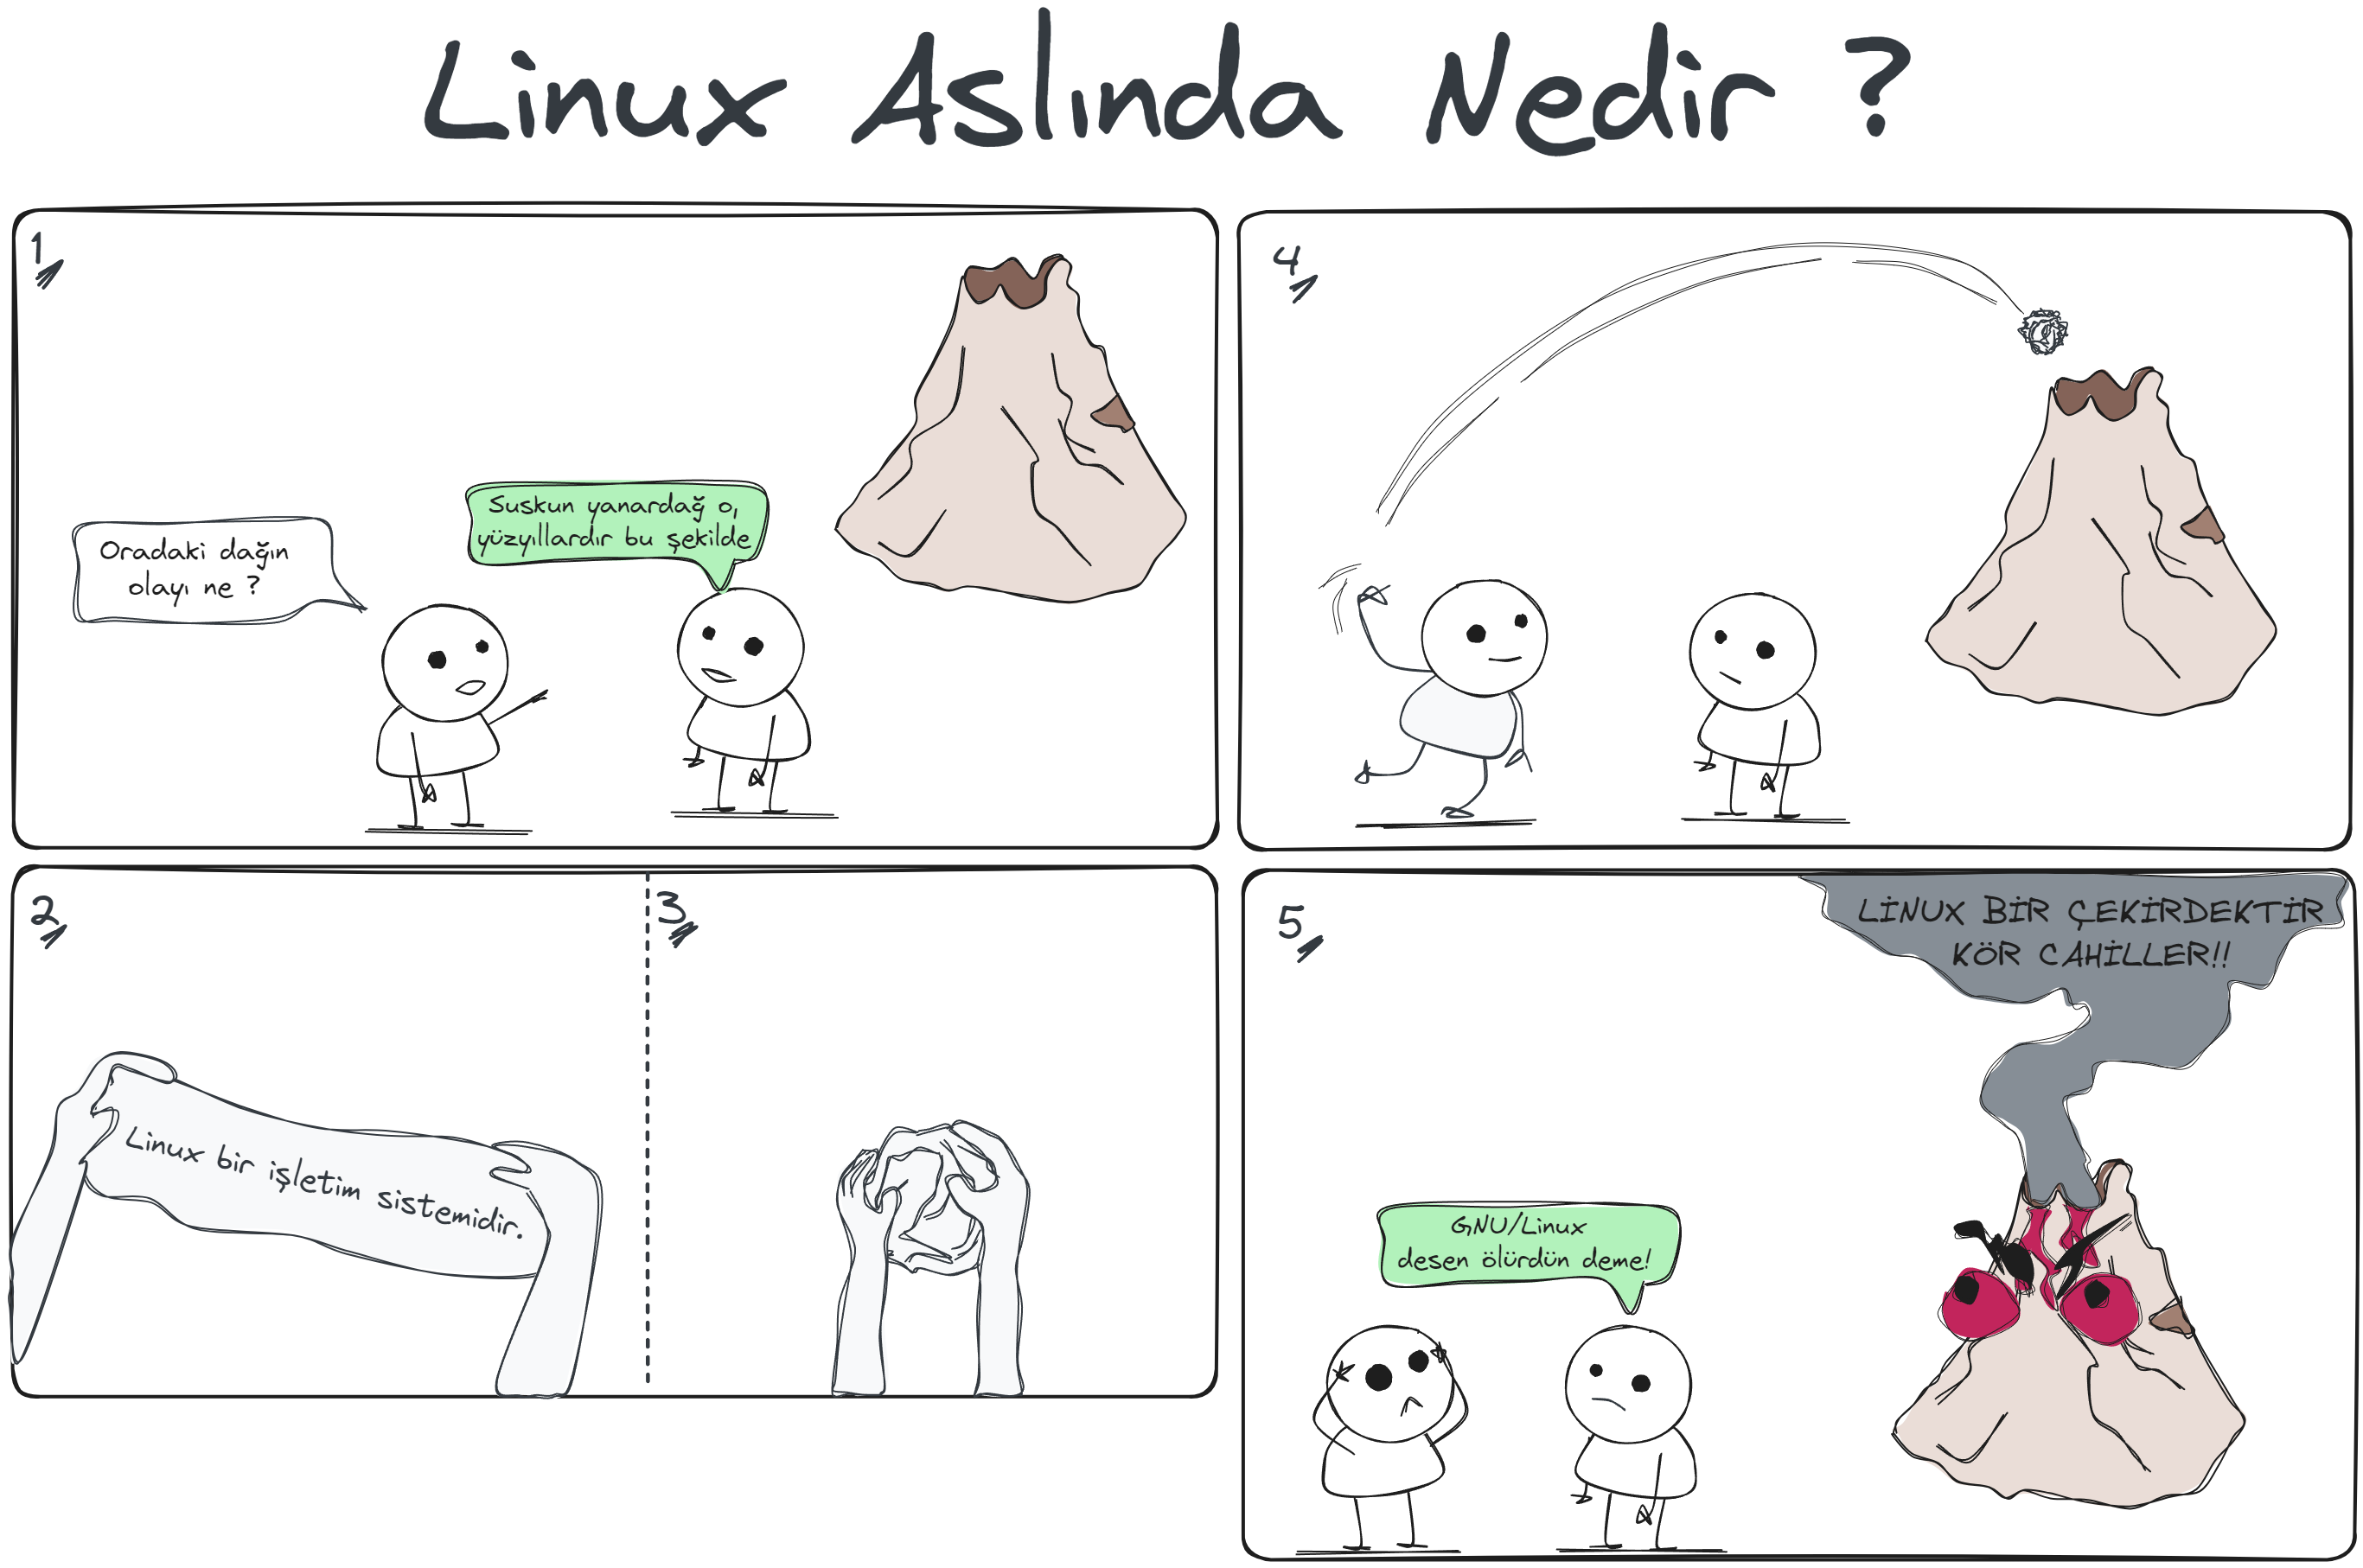 Linux Aslında Nedir ?
1
Oradaki dağın
olayı ne ?
Suskun yanardağ o,
yüzyıllardır bu şekilde
2
Linux bir işletim sistemidir.
3
4
5
LİNUX BİR ÇEKİRDEKTİR
KÖR CAHİLLER!!
GNU/Linux
desen ölürdün deme!